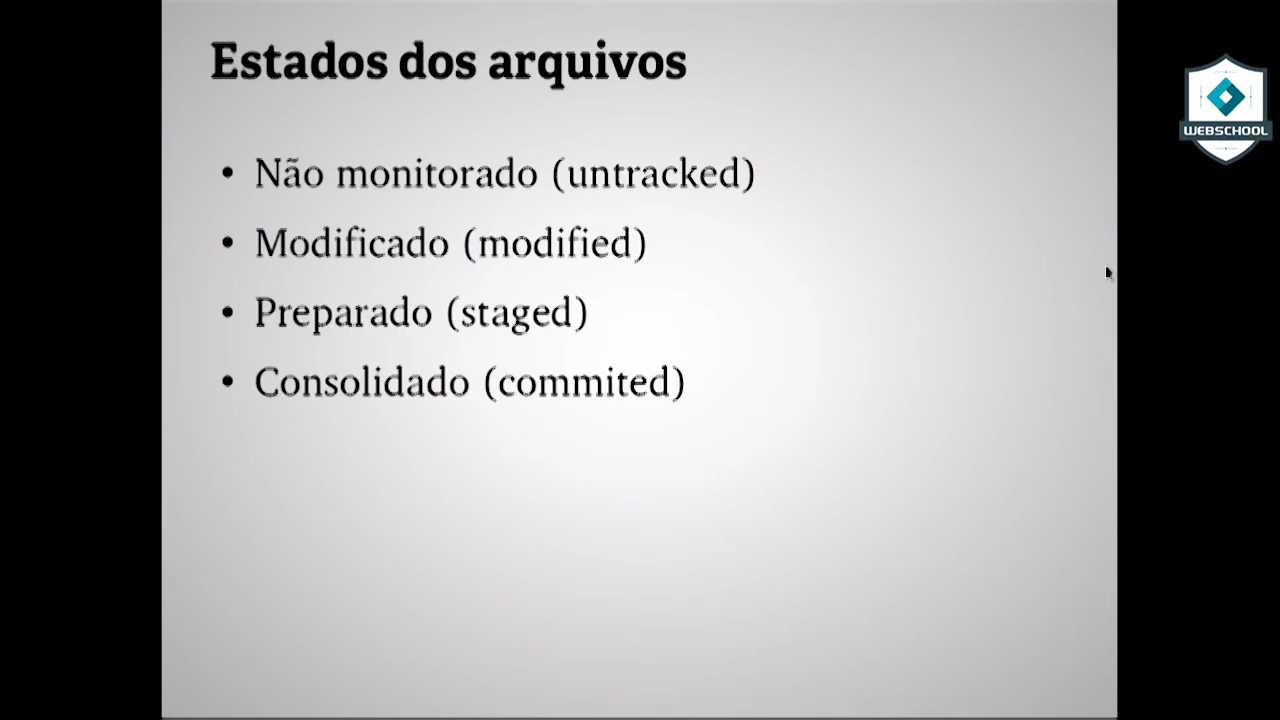 Estados dos arquivos
• Não monitorado (untracked)
• Modificado (modified)
• Preparado (staged)
• Consolidado (commited)
WEBSCHOOL